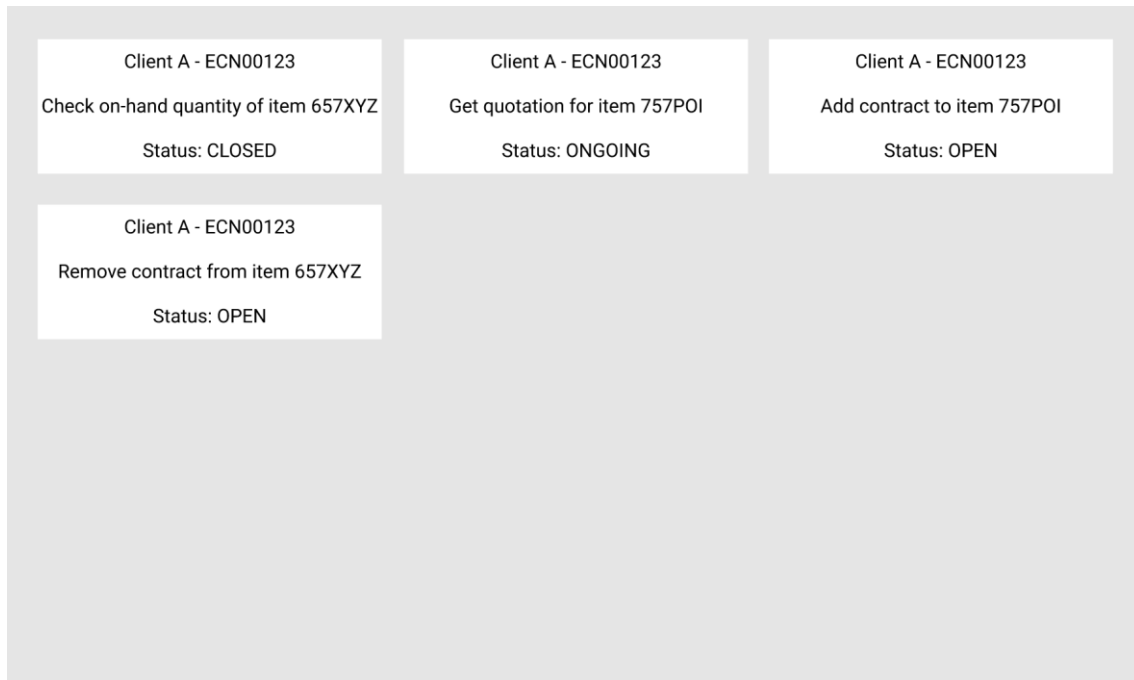 Client A - ECN00123
Check on-hand quantity of item 657XYZ
Status: CLOSED
Client A - ECN00123
Get quotation for item 757POI
Status: ONGOING
Client A - ECN00123
Add contract to item 757POI
Status: OPEN
Client A - ECN00123
Remove contract from item 657XYZ
Status: OPEN